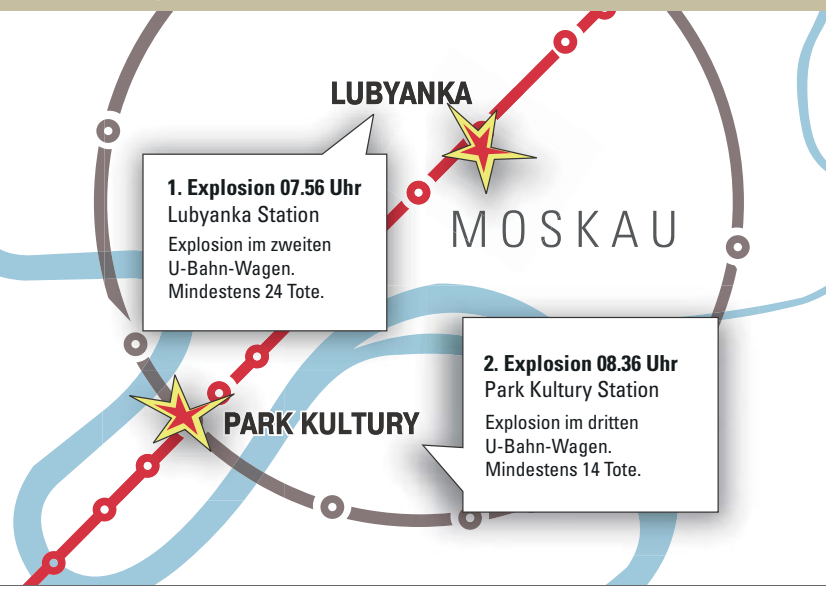 LUBYANKA
1. Explosion 07.56 Uhr
Lubyanka Station
Explosion im zweiten
U-Bahn-Wagen.
Mindestens 24 Tote.
MOSKAU
2. Explosion 08.36 Uhr
Park Kultury Station
Explosion im dritten
U-Bahn-Wagen.
Mindestens 14 Tote.
PARK KULTURY